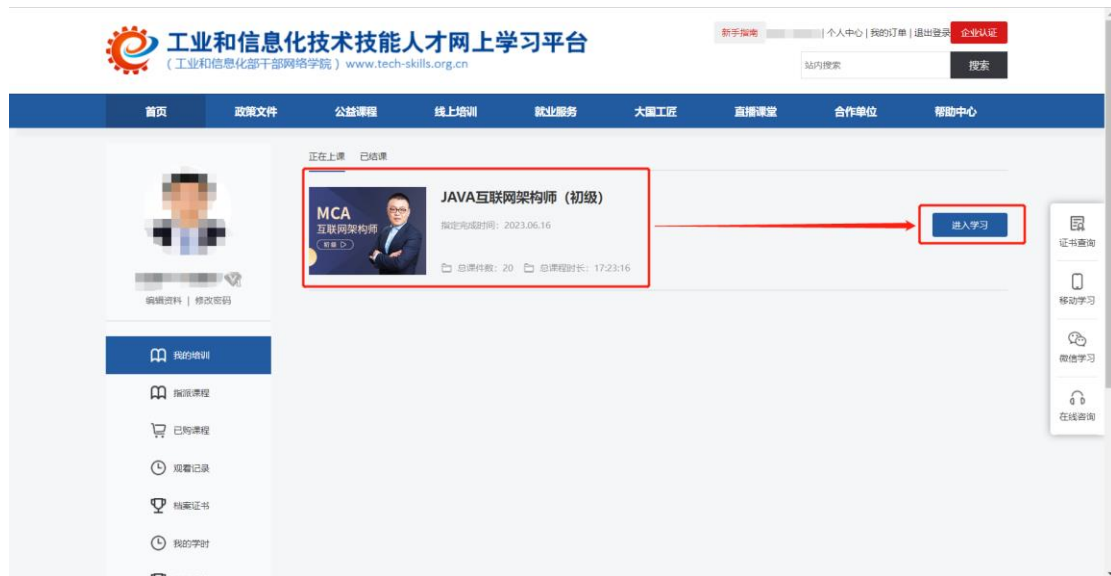 工业和信息化技术技能人才网上学习平台
（工业和信息化部干部网络学院）www.tech-skills.org.cn
新手指南 | 个人中心 | 我的订单 | 退出登录 企业认证
站内搜索 搜索
首页 政策文件 公益课程 线上培训 就业服务 大国工匠 直播课堂 合作单位 帮助中心
正在上课 已结课
MCA
互联网架构师
初级
JAVA互联网架构师（初级）
指定完成时间：2023.06.16
总课件数：20 总课程时长：17:23:16
进入学习
编辑资料 | 修改密码
我的培训
指派课程
已购课程
观看记录
档案证书
我的学时
证书查询
移动学习
微信学习
在线咨询